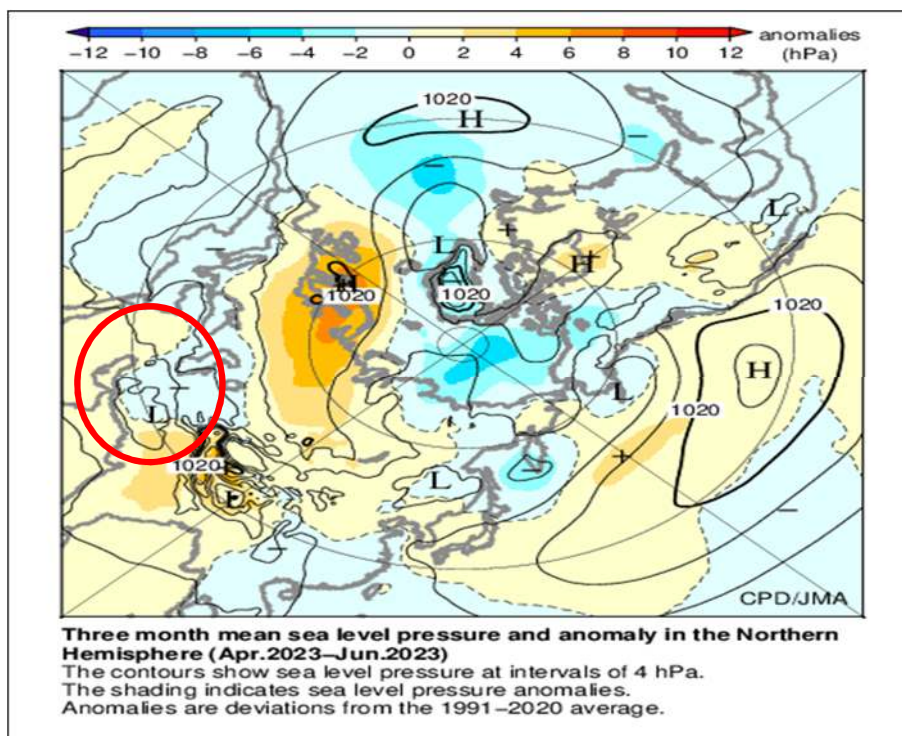 anomalies
−12 −10 −8 −6 −4 −2 0 2 4 6 8 10 12 (hPa)
1020
H
−
−
L
L
+
−
H
+
H
1020
1020
1020
H
−
L
L
1020
1020
+
L
L
−
−
−
CPD/JMA
Three month mean sea level pressure and anomaly in the Northern
Hemisphere (Apr.2023−Jun.2023)
The contours show sea level pressure at intervals of 4 hPa.
The shading indicates sea level pressure anomalies.
Anomalies are deviations from the 1991−2020 average.